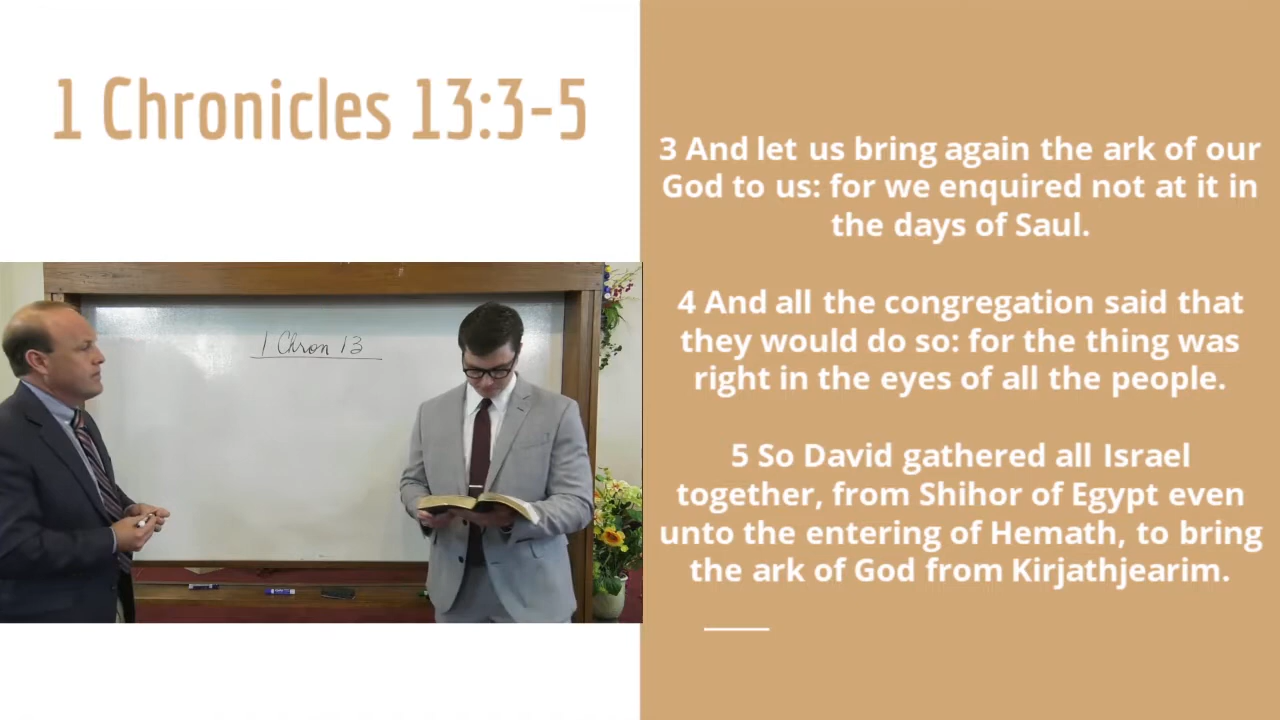 1 Chronicles 13:3-5
1 Chron 13
3 And let us bring again the ark of our
God to us: for we enquired not at it in
the days of Saul.
4 And all the congregation said that
they would do so: for the thing was
right in the eyes of all the people.
5 So David gathered all Israel
together, from Shihor of Egypt even
unto the entering of Hemath, to bring
the ark of God from Kirjathjearim.